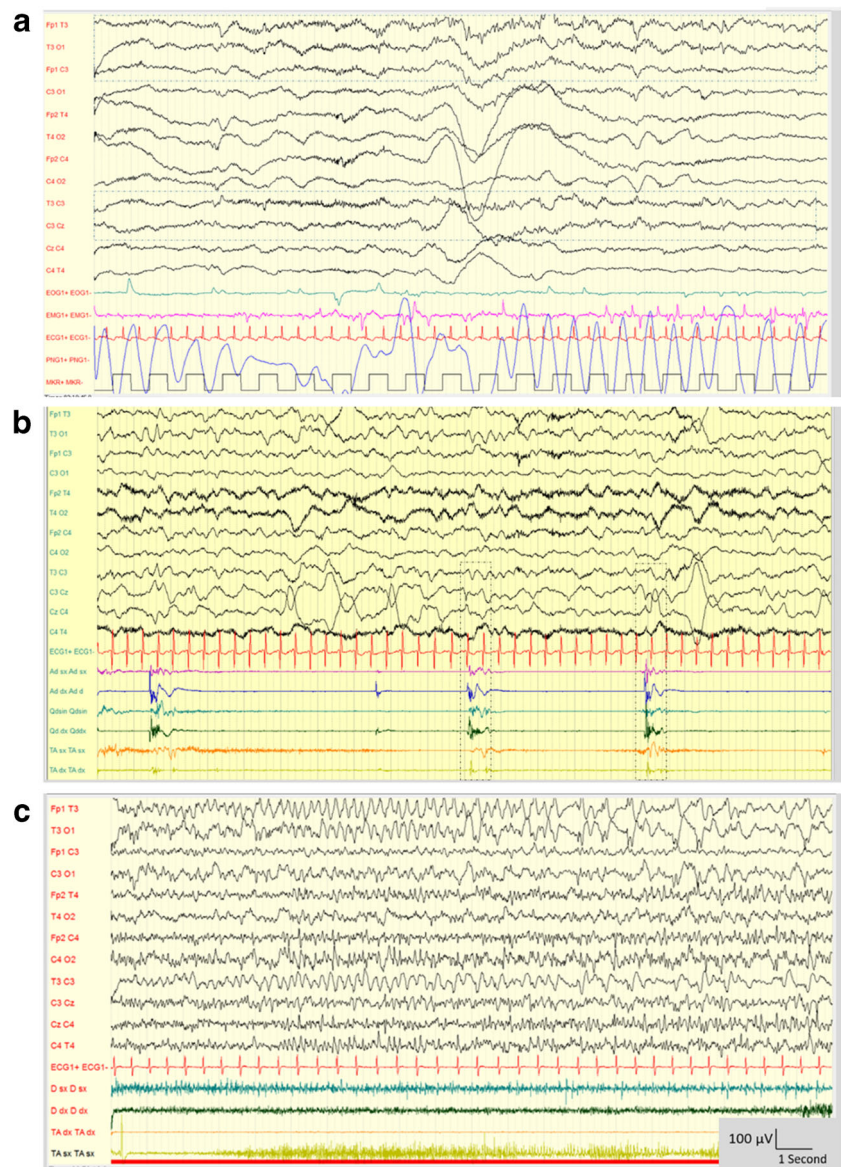 a
Fp1 T3
T3 O1
Fp1 C3
C3 O1
Fp2 T4
T4 O2
Fp2 C4
C4 O2
T3 C3
C3 Cz
Cz C4
C4 T4
EOG1+ EOG1-
EMG1+ EMG1-
ECG1+ ECG1-
PNG1+ PNG1-
MKR+ MKR-
b
Fp1 T3
T3 O1
Fp1 C3
C3 O1
Fp2 T4
T4 O2
Fp2 C4
C4 O2
T3 C3
C3 Cz
Cz C4
C4 T4
ECG1+ ECG1-
Ad sx Ad sx
Ad dx Ad d
Qdsin Qdsin
Qd dx Qddx
TA sx TA sx
TA dx TA dx
c
Fp1 T3
T3 O1
Fp1 C3
C3 O1
Fp2 T4
T4 O2
Fp2 C4
C4 O2
T3 C3
C3 Cz
Cz C4
C4 T4
ECG1+ ECG1-
D sx D sx
D dx D dx
TA dx TA dx
TA sx TA sx
100 µV
1 Second